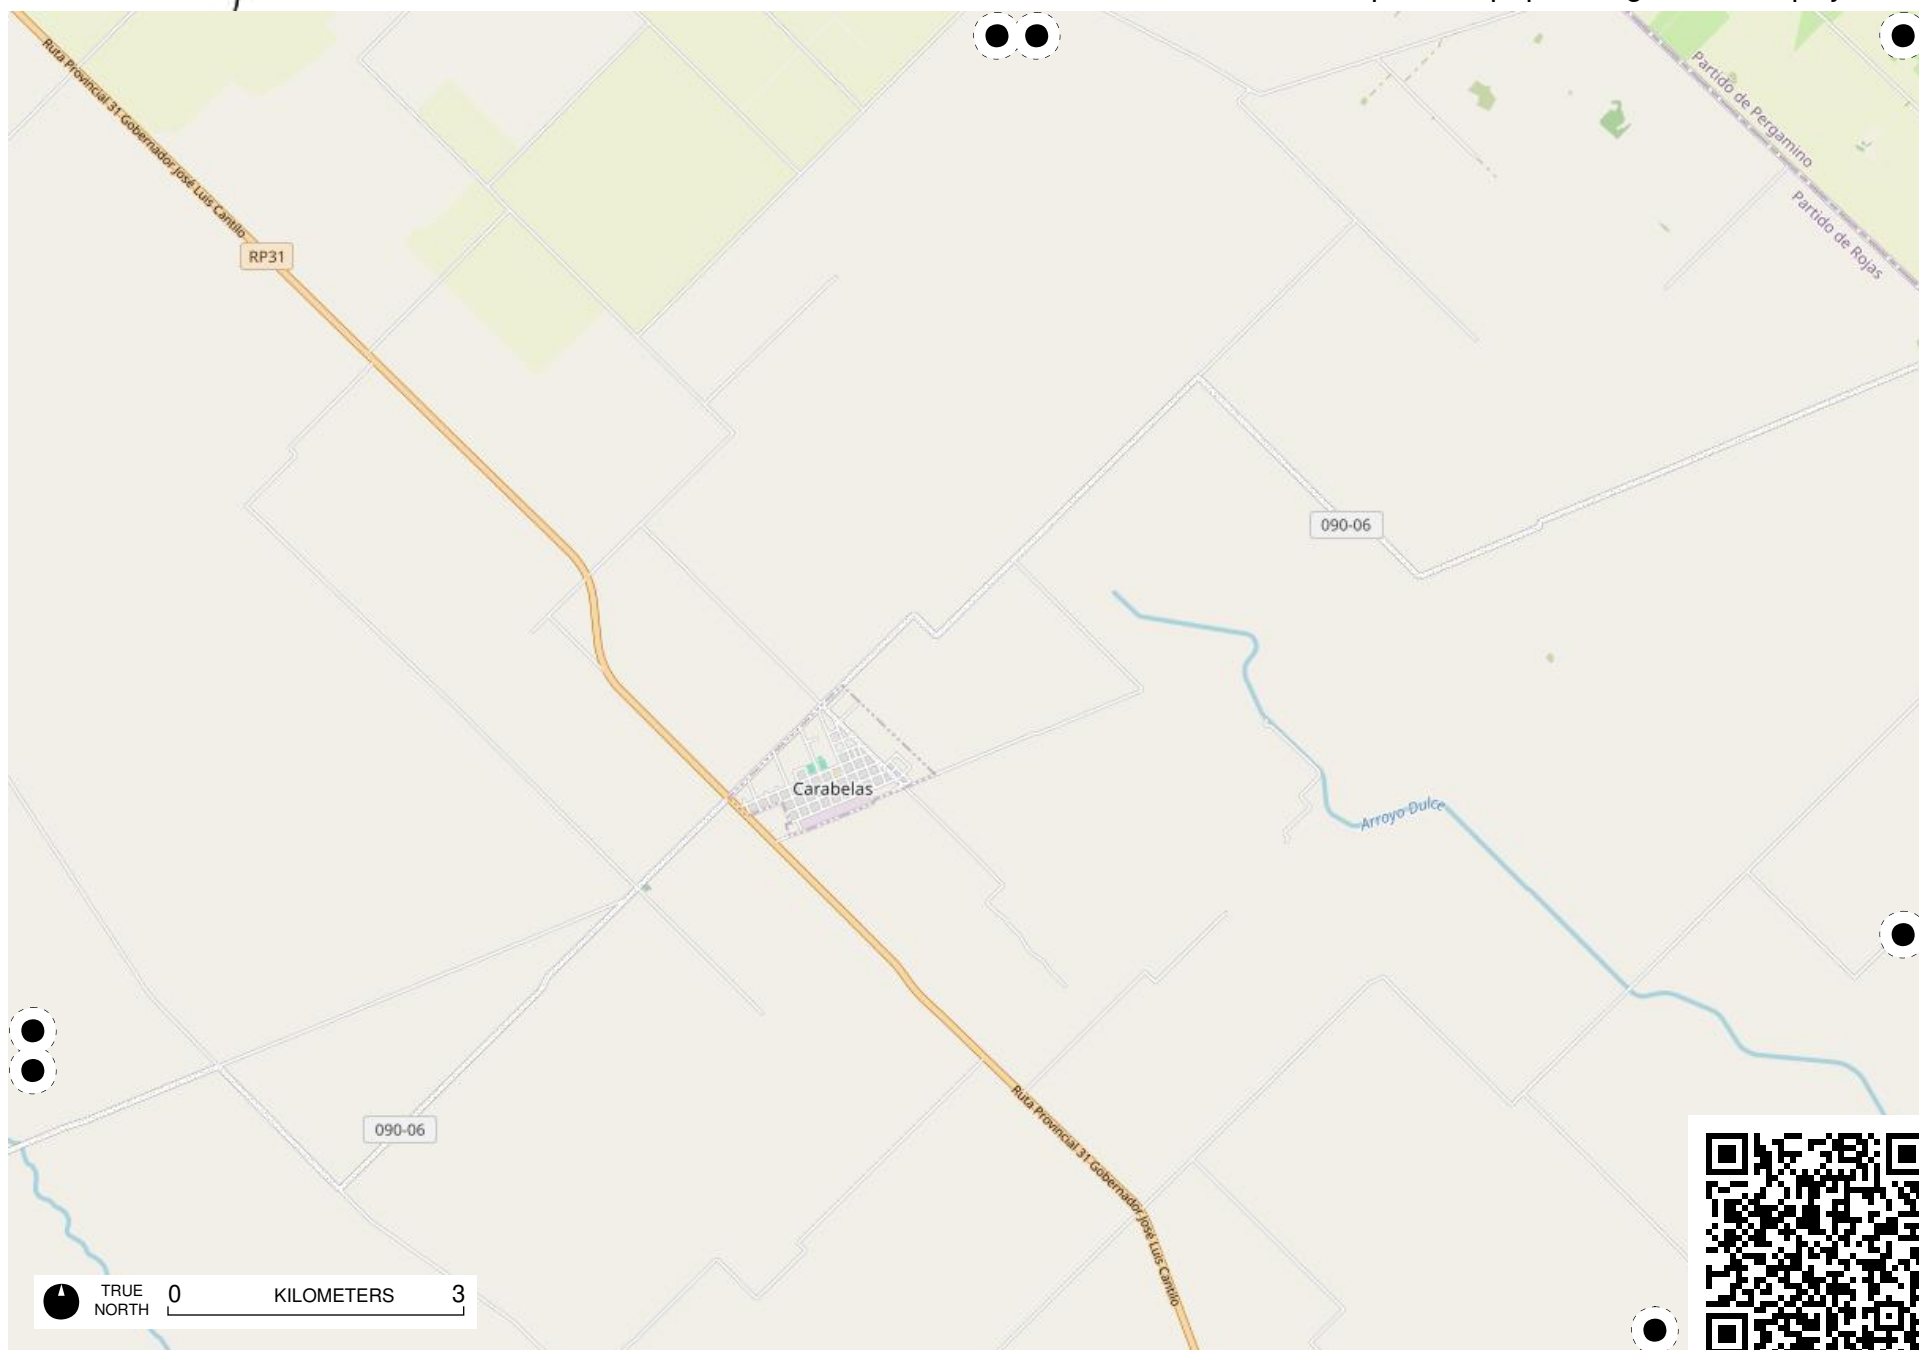 Ruta Provincial 31 Gobernador José Luis Cantilo
Partido de Pergamino
Partido de Rojas
RP31
090-06
Carabelas
Arroyo Dulce
Ruta Provincial 31 Gobernador José Luis Cantilo
090-06
TRUE
NORTH
0 KILOMETERS 3